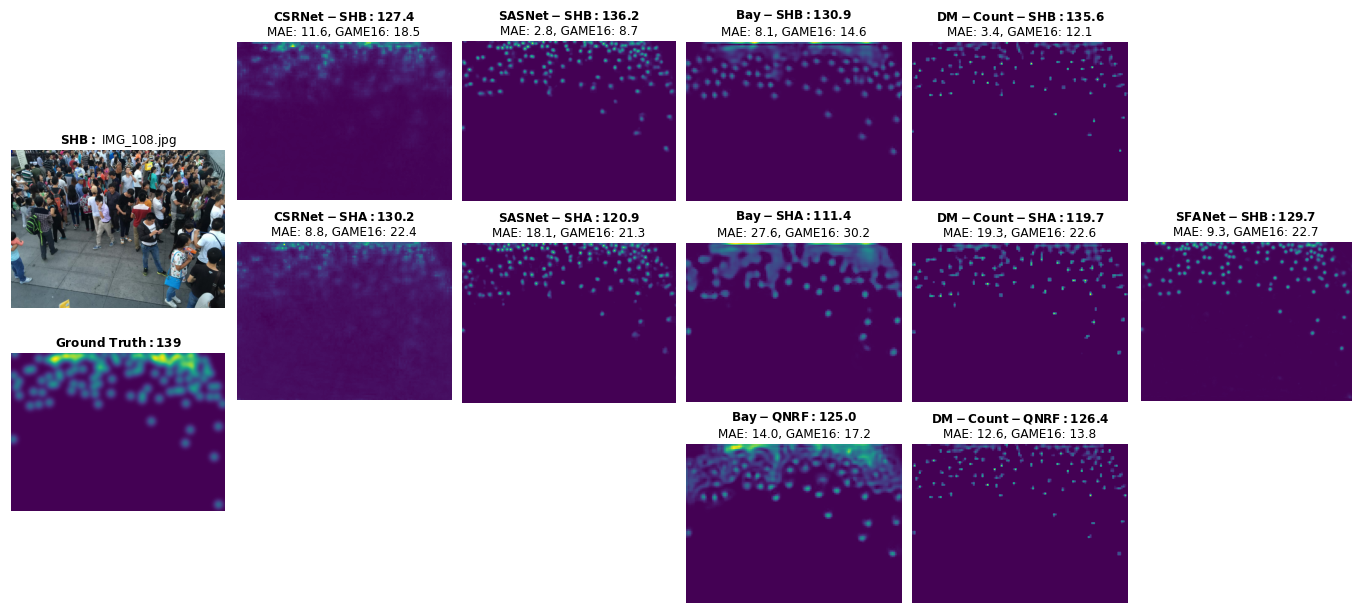 CSRNet-SHB: 127.4
MAE: 11.6, GAME16: 18.5
SASNet-SHB: 136.2
MAE: 2.8, GAME16: 8.7
Bay-SHB: 130.9
MAE: 8.1, GAME16: 14.6
DM-Count-SHB: 135.6
MAE: 3.4, GAME16: 12.1
SHB: IMG_108.jpg
CSRNet-SHA: 130.2
MAE: 8.8, GAME16: 22.4
SASNet-SHA: 120.9
MAE: 18.1, GAME16: 21.3
Bay-SHA: 111.4
MAE: 27.6, GAME16: 30.2
DM-Count-SHA: 119.7
MAE: 19.3, GAME16: 22.6
SFANet-SHB: 129.7
MAE: 9.3, GAME16: 22.7
Ground Truth: 139
Bay-QNRF: 125.0
MAE: 14.0, GAME16: 17.2
DM-Count-QNRF: 126.4
MAE: 12.6, GAME16: 13.8